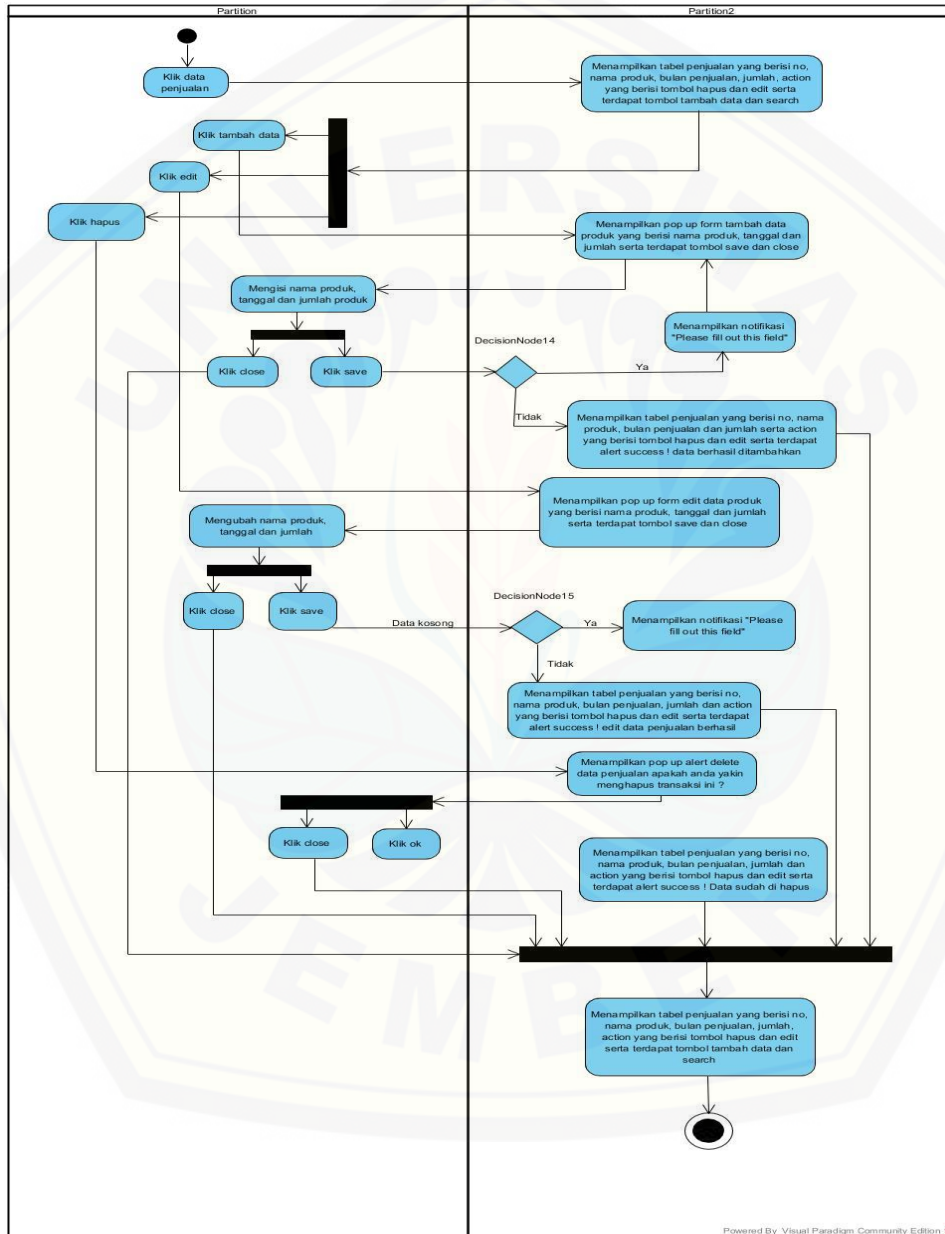 Partition
Partition2
Klik data
penjualan
Menampilkan tabel penjualan yang berisi no,
nama produk, bulan penjualan, jumlah, action
yang berisi tombol hapus dan edit serta
terdapat tombol tambah data dan search
Klik tambah data
Klik edit
Klik hapus
Menampilkan pop up form tambah data
produk yang berisi nama produk, tanggal dan
jumlah serta terdapat tombol save dan close
Mengisi nama produk,
tanggal dan jumlah produk
Menampilkan notifikasi
"Please fill out this field"
DecisionNode14
Klik close
Klik save
Ya
Tidak
Menampilkan tabel penjualan yang berisi no, nama
produk, bulan penjualan dan jumlah serta action
yang berisi tombol hapus dan edit serta terdapat
alert success ! data berhasil ditambahkan
Menampilkan pop up form edit data produk
yang berisi nama produk, tanggal dan jumlah
serta terdapat tombol save dan close
Mengubah nama produk,
tanggal dan jumlah
DecisionNode15
Klik close
Klik save
Data kosong
Ya
Menampilkan notifikasi "Please
fill out this field"
Tidak
Menampilkan tabel penjualan yang berisi no,
nama produk, bulan penjualan, jumlah dan action
yang berisi tombol hapus dan edit serta terdapat
alert success ! edit data penjualan berhasil
Menampilkan pop up alert delete
data penjualan apakah anda yakin
menghapus transaksi ini ?
Klik close
Klik ok
Menampilkan tabel penjualan yang berisi no,
nama produk, bulan penjualan, jumlah dan
action yang berisi tombol hapus dan edit serta
terdapat alert success ! Data sudah di hapus
Menampilkan tabel penjualan yang berisi no,
nama produk, bulan penjualan, jumlah,
action yang berisi tombol hapus dan edit
serta terdapat tombol tambah data dan
search
UNIVERSITAS
JEMBER
Powered By Visual Paradigm Community Edition